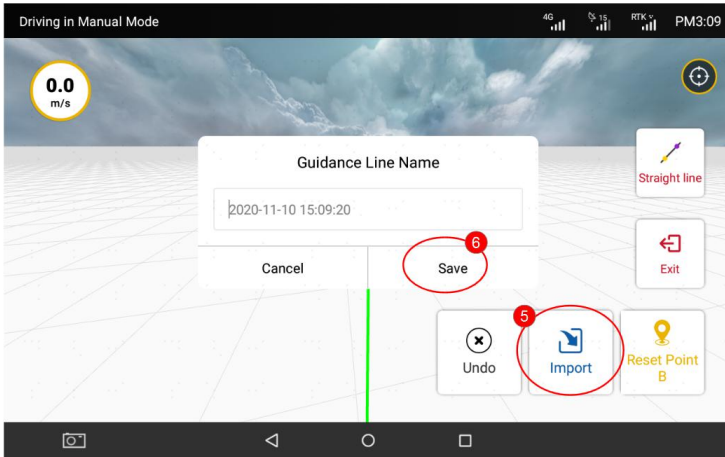 Driving in Manual Mode
4G
15
RTK
PM3:09
0.0
m/s
Guidance Line Name
2020-11-10 15:09:20
Straight line
6
Cancel
Save
Exit
5
Undo
Import
Reset Point
B